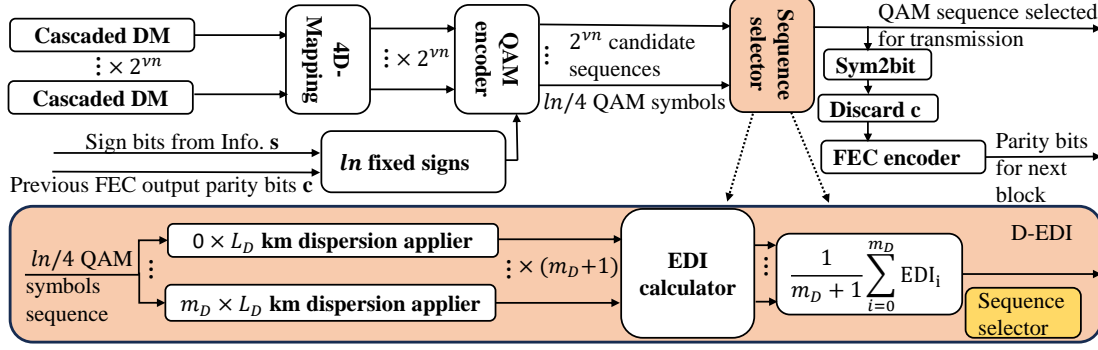 Cascaded DM
⋮ × 2^{vn}
Cascaded DM
4D-
Mapping
⋮ × 2^{vn}
QAM
encoder
⋮
2^{vn} candidate
sequences
ln/4 QAM symbols
Sequence
selector
QAM sequence selected
for transmission
Sym2bit
Discard c
FEC encoder
Parity bits
for next
block
Sign bits from Info. s
Previous FEC output parity bits c
ln fixed signs
ln/4 QAM
symbols
sequence
0 × L_D km dispersion applier
⋮
m_D × L_D km dispersion applier
⋮ × (m_D+1)
EDI
calculator
⋮
\frac{1}{m_D + 1} \sum_{i=0}^{m_D} EDI_i
D-EDI
Sequence
selector